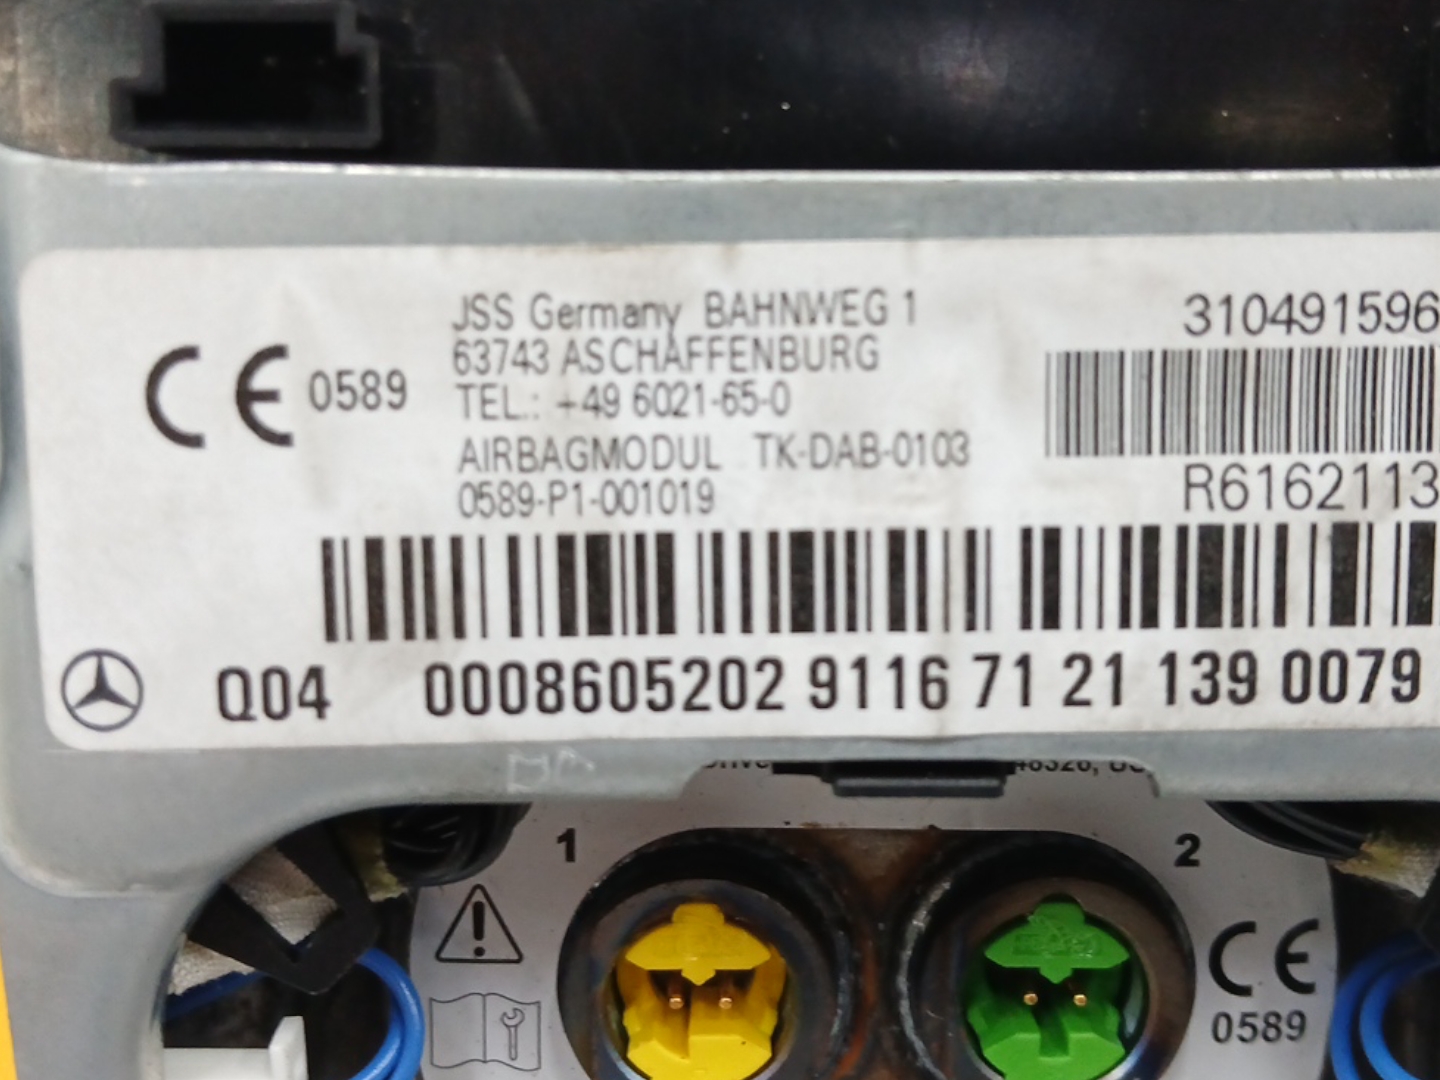 CE 0589
JSS Germany BAHNWEG 1
63743 ASCHAFFENBURG
TEL.: +49 6021-65-0
AIRBAGMODUL TK-DAB-0103
0589-P1-001019
310491596
R6162113
Q04 0008605202 9116 71 21 139 0079
48326,
1
2
CE
0589